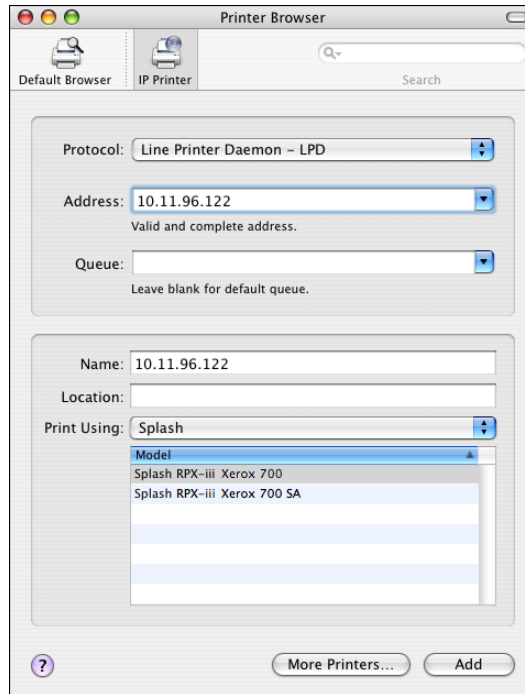 Printer Browser
Default Browser
IP Printer
Search
Protocol: Line Printer Daemon – LPD
Address: 10.11.96.122
Valid and complete address.
Queue:
Leave blank for default queue.
Name: 10.11.96.122
Location:
Print Using: Splash
Model
Splash RPX-iii Xerox 700
Splash RPX-iii Xerox 700 SA
? More Printers... Add